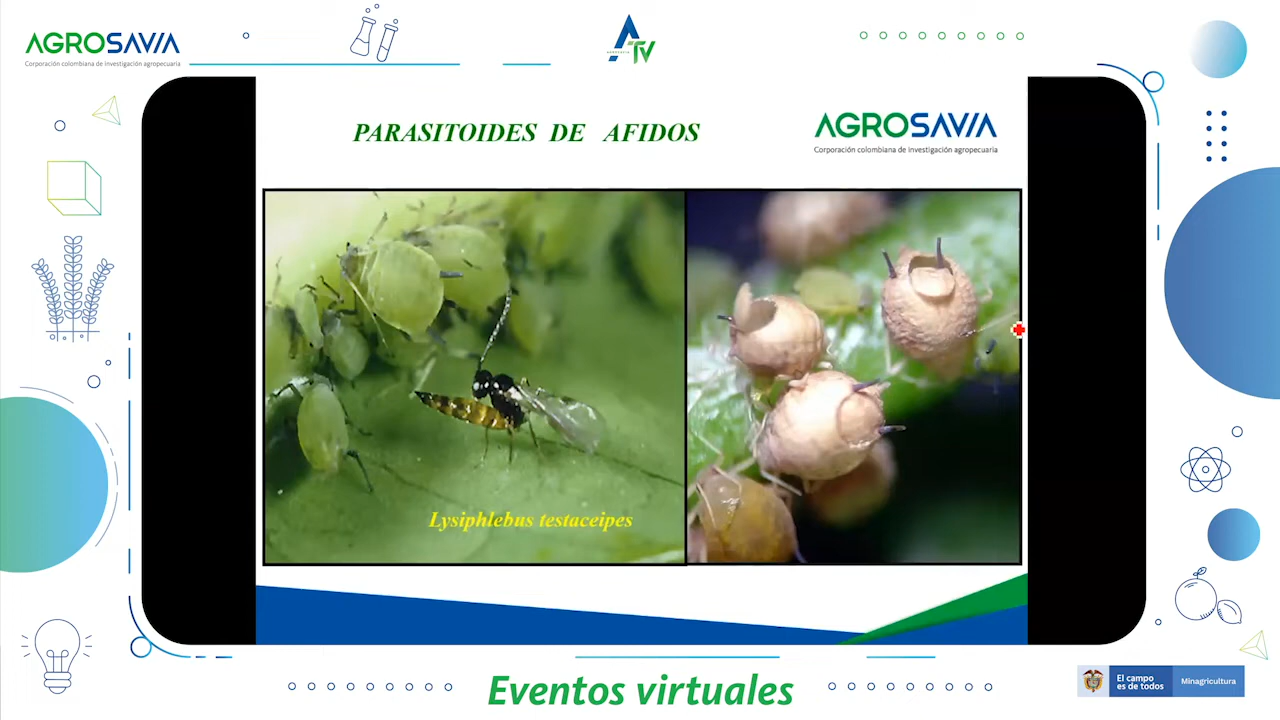 AGROSAVIA
Corporación colombiana de investigación agropecuaria
ATV
PARASITOIDES DE AFIDOS
AGROSAVIA
Corporación colombiana de investigación agropecuaria
Lysiphlebus testaceipes
Eventos virtuales
El campo
es de todos
Minagricultura